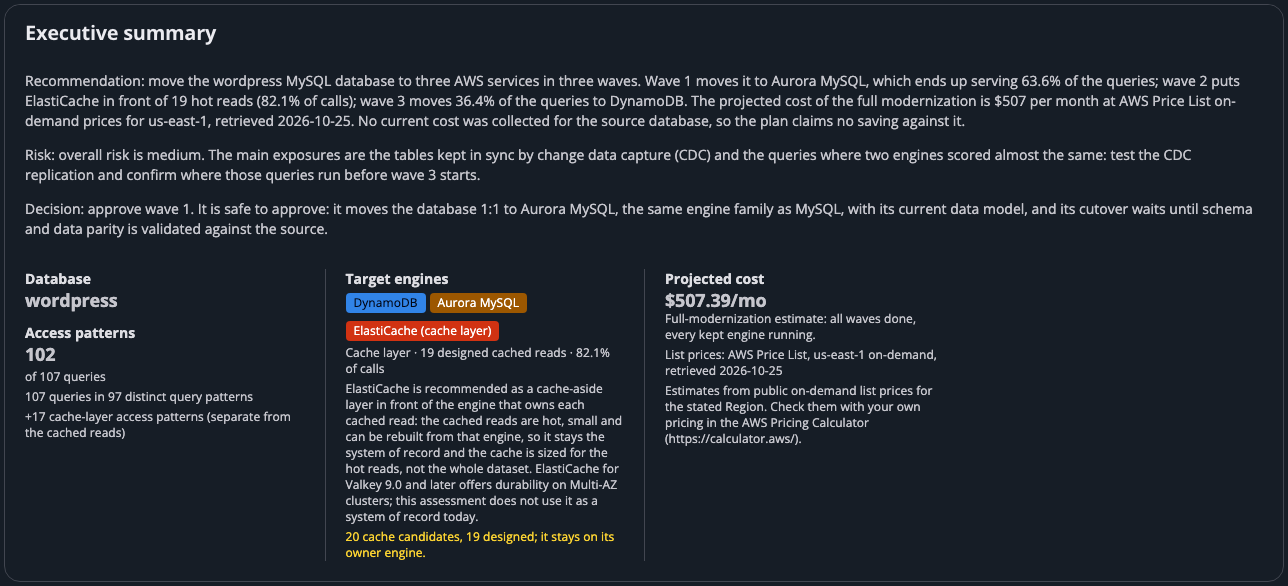 Executive summary
Recommendation: move the wordpress MySQL database to three AWS services in three waves. Wave 1 moves it to Aurora MySQL, which ends up serving 63.6% of the queries; wave 2 puts
ElastiCache in front of 19 hot reads (82.1% of calls); wave 3 moves 36.4% of the queries to DynamoDB. The projected cost of the full modernization is $507 per month at AWS Price List on-
demand prices for us-east-1, retrieved 2026-10-25. No current cost was collected for the source database, so the plan claims no saving against it.
Risk: overall risk is medium. The main exposures are the tables kept in sync by change data capture (CDC) and the queries where two engines scored almost the same: test the CDC
replication and confirm where those queries run before wave 3 starts.
Decision: approve wave 1. It is safe to approve: it moves the database 1:1 to Aurora MySQL, the same engine family as MySQL, with its current data model, and its cutover waits until schema
and data parity is validated against the source.
Database
wordpress
Access patterns
102
of 107 queries
107 queries in 97 distinct query patterns
+17 cache-layer access patterns (separate from
the cached reads)
Target engines
DynamoDB Aurora MySQL
ElastiCache (cache layer)
Cache layer · 19 designed cached reads · 82.1%
of calls
ElastiCache is recommended as a cache-aside
layer in front of the engine that owns each
cached read: the cached reads are hot, small and
can be rebuilt from that engine, so it stays the
system of record and the cache is sized for the
hot reads, not the whole dataset. ElastiCache for
Valkey 9.0 and later offers durability on Multi-AZ
clusters; this assessment does not use it as a
system of record today.
20 cache candidates, 19 designed; it stays on its
owner engine.
Projected cost
$507.39/mo
Full-modernization estimate: all waves done,
every kept engine running.
List prices: AWS Price List, us-east-1 on-demand,
retrieved 2026-10-25
Estimates from public on-demand list prices for
the stated Region. Check them with your own
pricing in the AWS Pricing Calculator
(https://calculator.aws/).